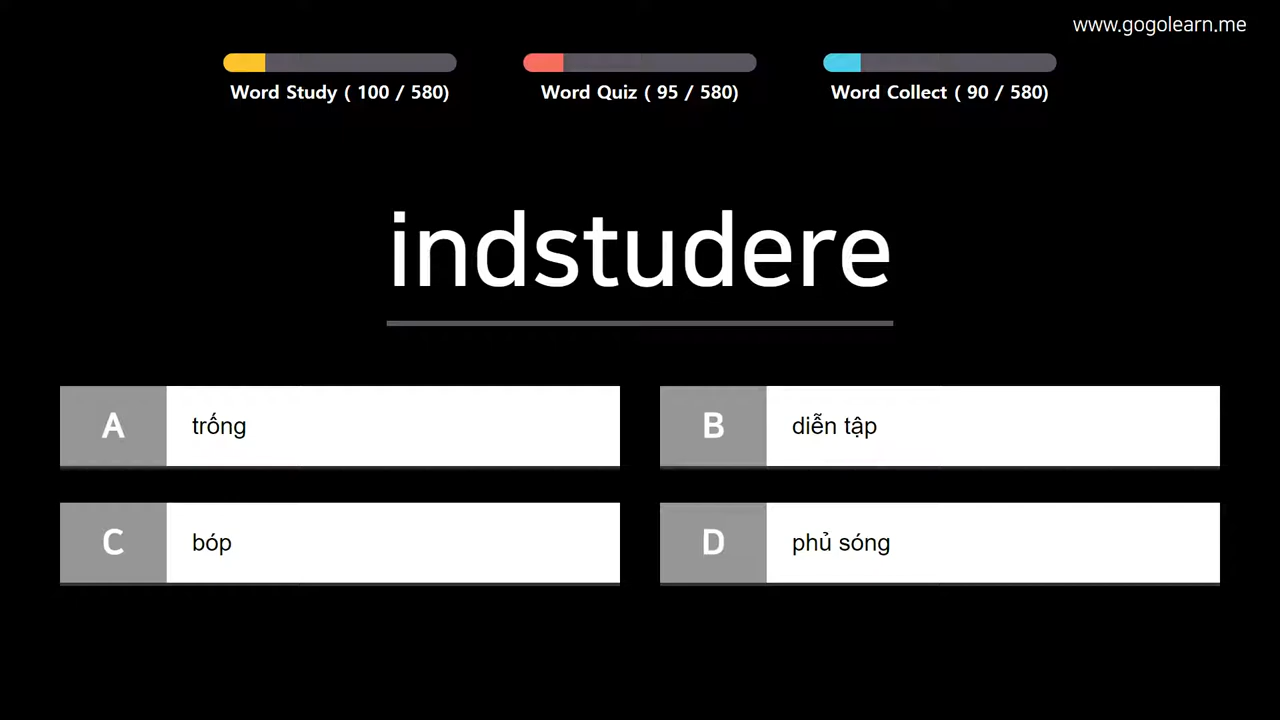 www.gogolearn.me
Word Study ( 100 / 580)
Word Quiz ( 95 / 580)
Word Collect ( 90 / 580)
indstudere
A trống
B diễn tập
C bóp
D phủ sóng